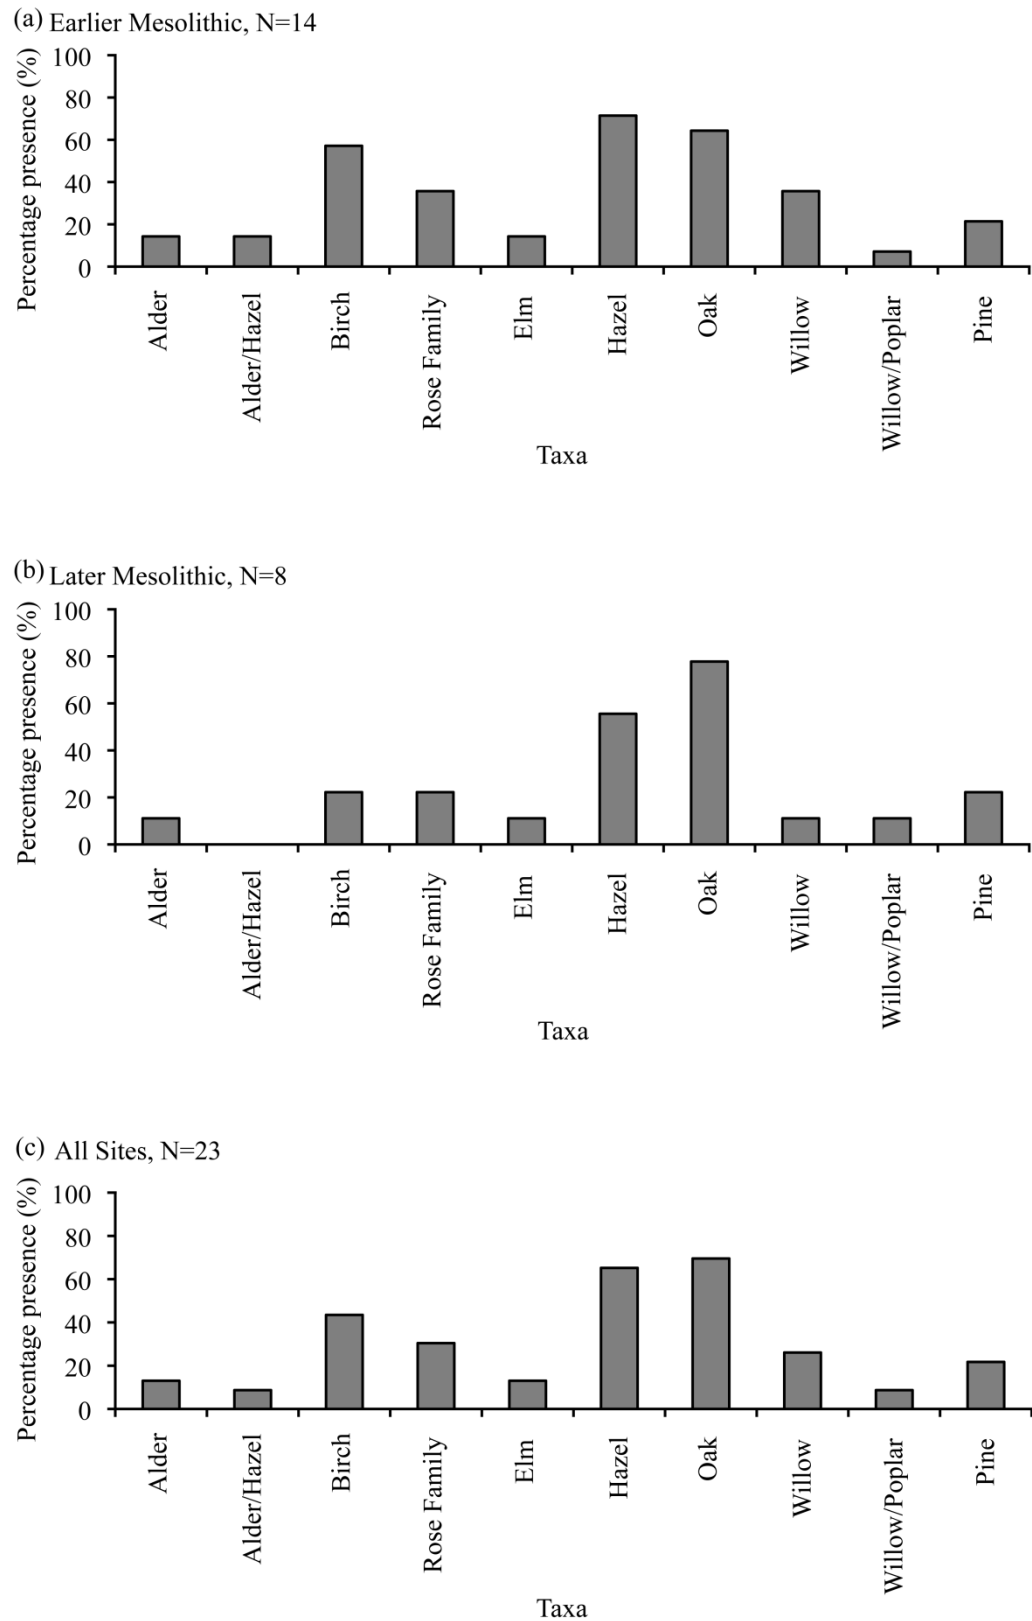 (a) Earlier Mesolithic, N=14
Percentage presence (%)
100
80
60
40
20
0
Alder
Alder/Hazel
Birch
Rose Family
Elm
Hazel
Oak
Willow
Willow/Poplar
Pine
Taxa
(b) Later Mesolithic, N=8
Percentage presence (%)
100
80
60
40
20
0
Alder
Alder/Hazel
Birch
Rose Family
Elm
Hazel
Oak
Willow
Willow/Poplar
Pine
Taxa
(c) All Sites, N=23
Percentage presence (%)
100
80
60
40
20
0
Alder
Alder/Hazel
Birch
Rose Family
Elm
Hazel
Oak
Willow
Willow/Poplar
Pine
Taxa